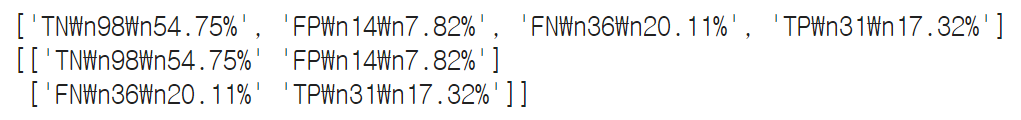 ['TN₩n98₩n54.75%', 'FP₩n14₩n7.82%', 'FN₩n36₩n20.11%', 'TP₩n31₩n17.32%']
[['TN₩n98₩n54.75%' 'FP₩n14₩n7.82%']
 ['FN₩n36₩n20.11%' 'TP₩n31₩n17.32%']]